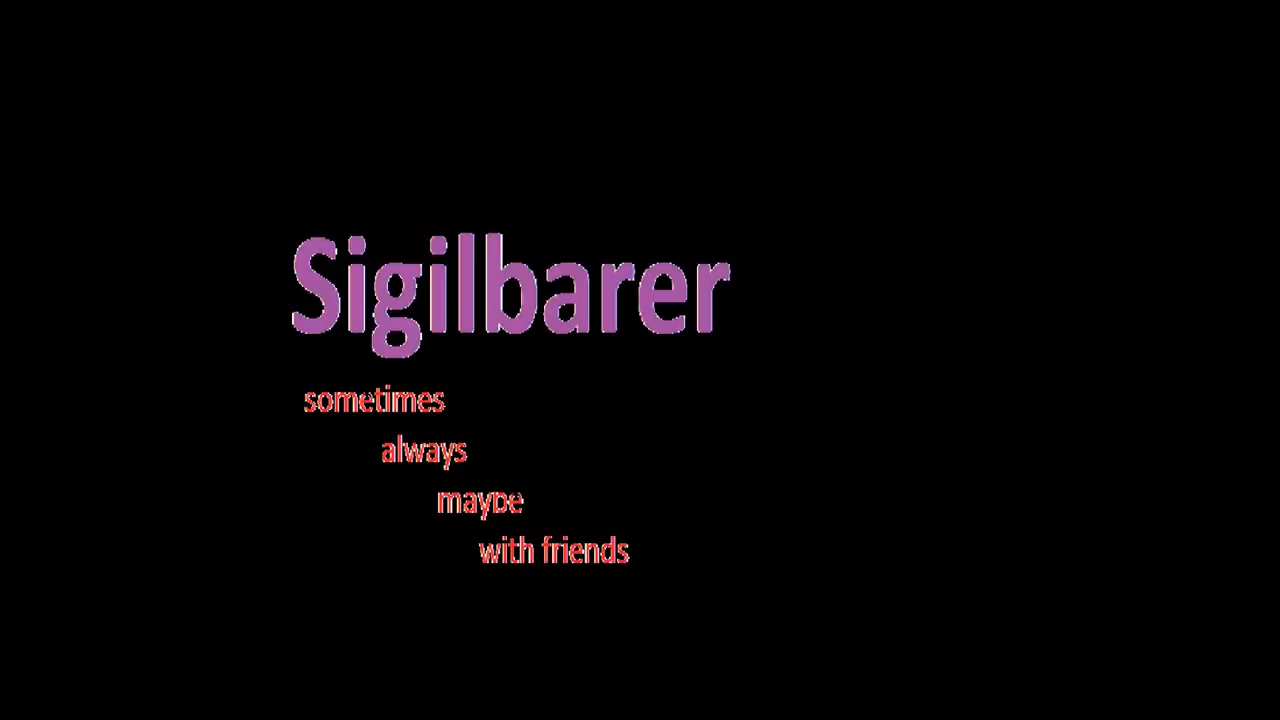 Sigilbarer
sometimes
always
maybe
with friends